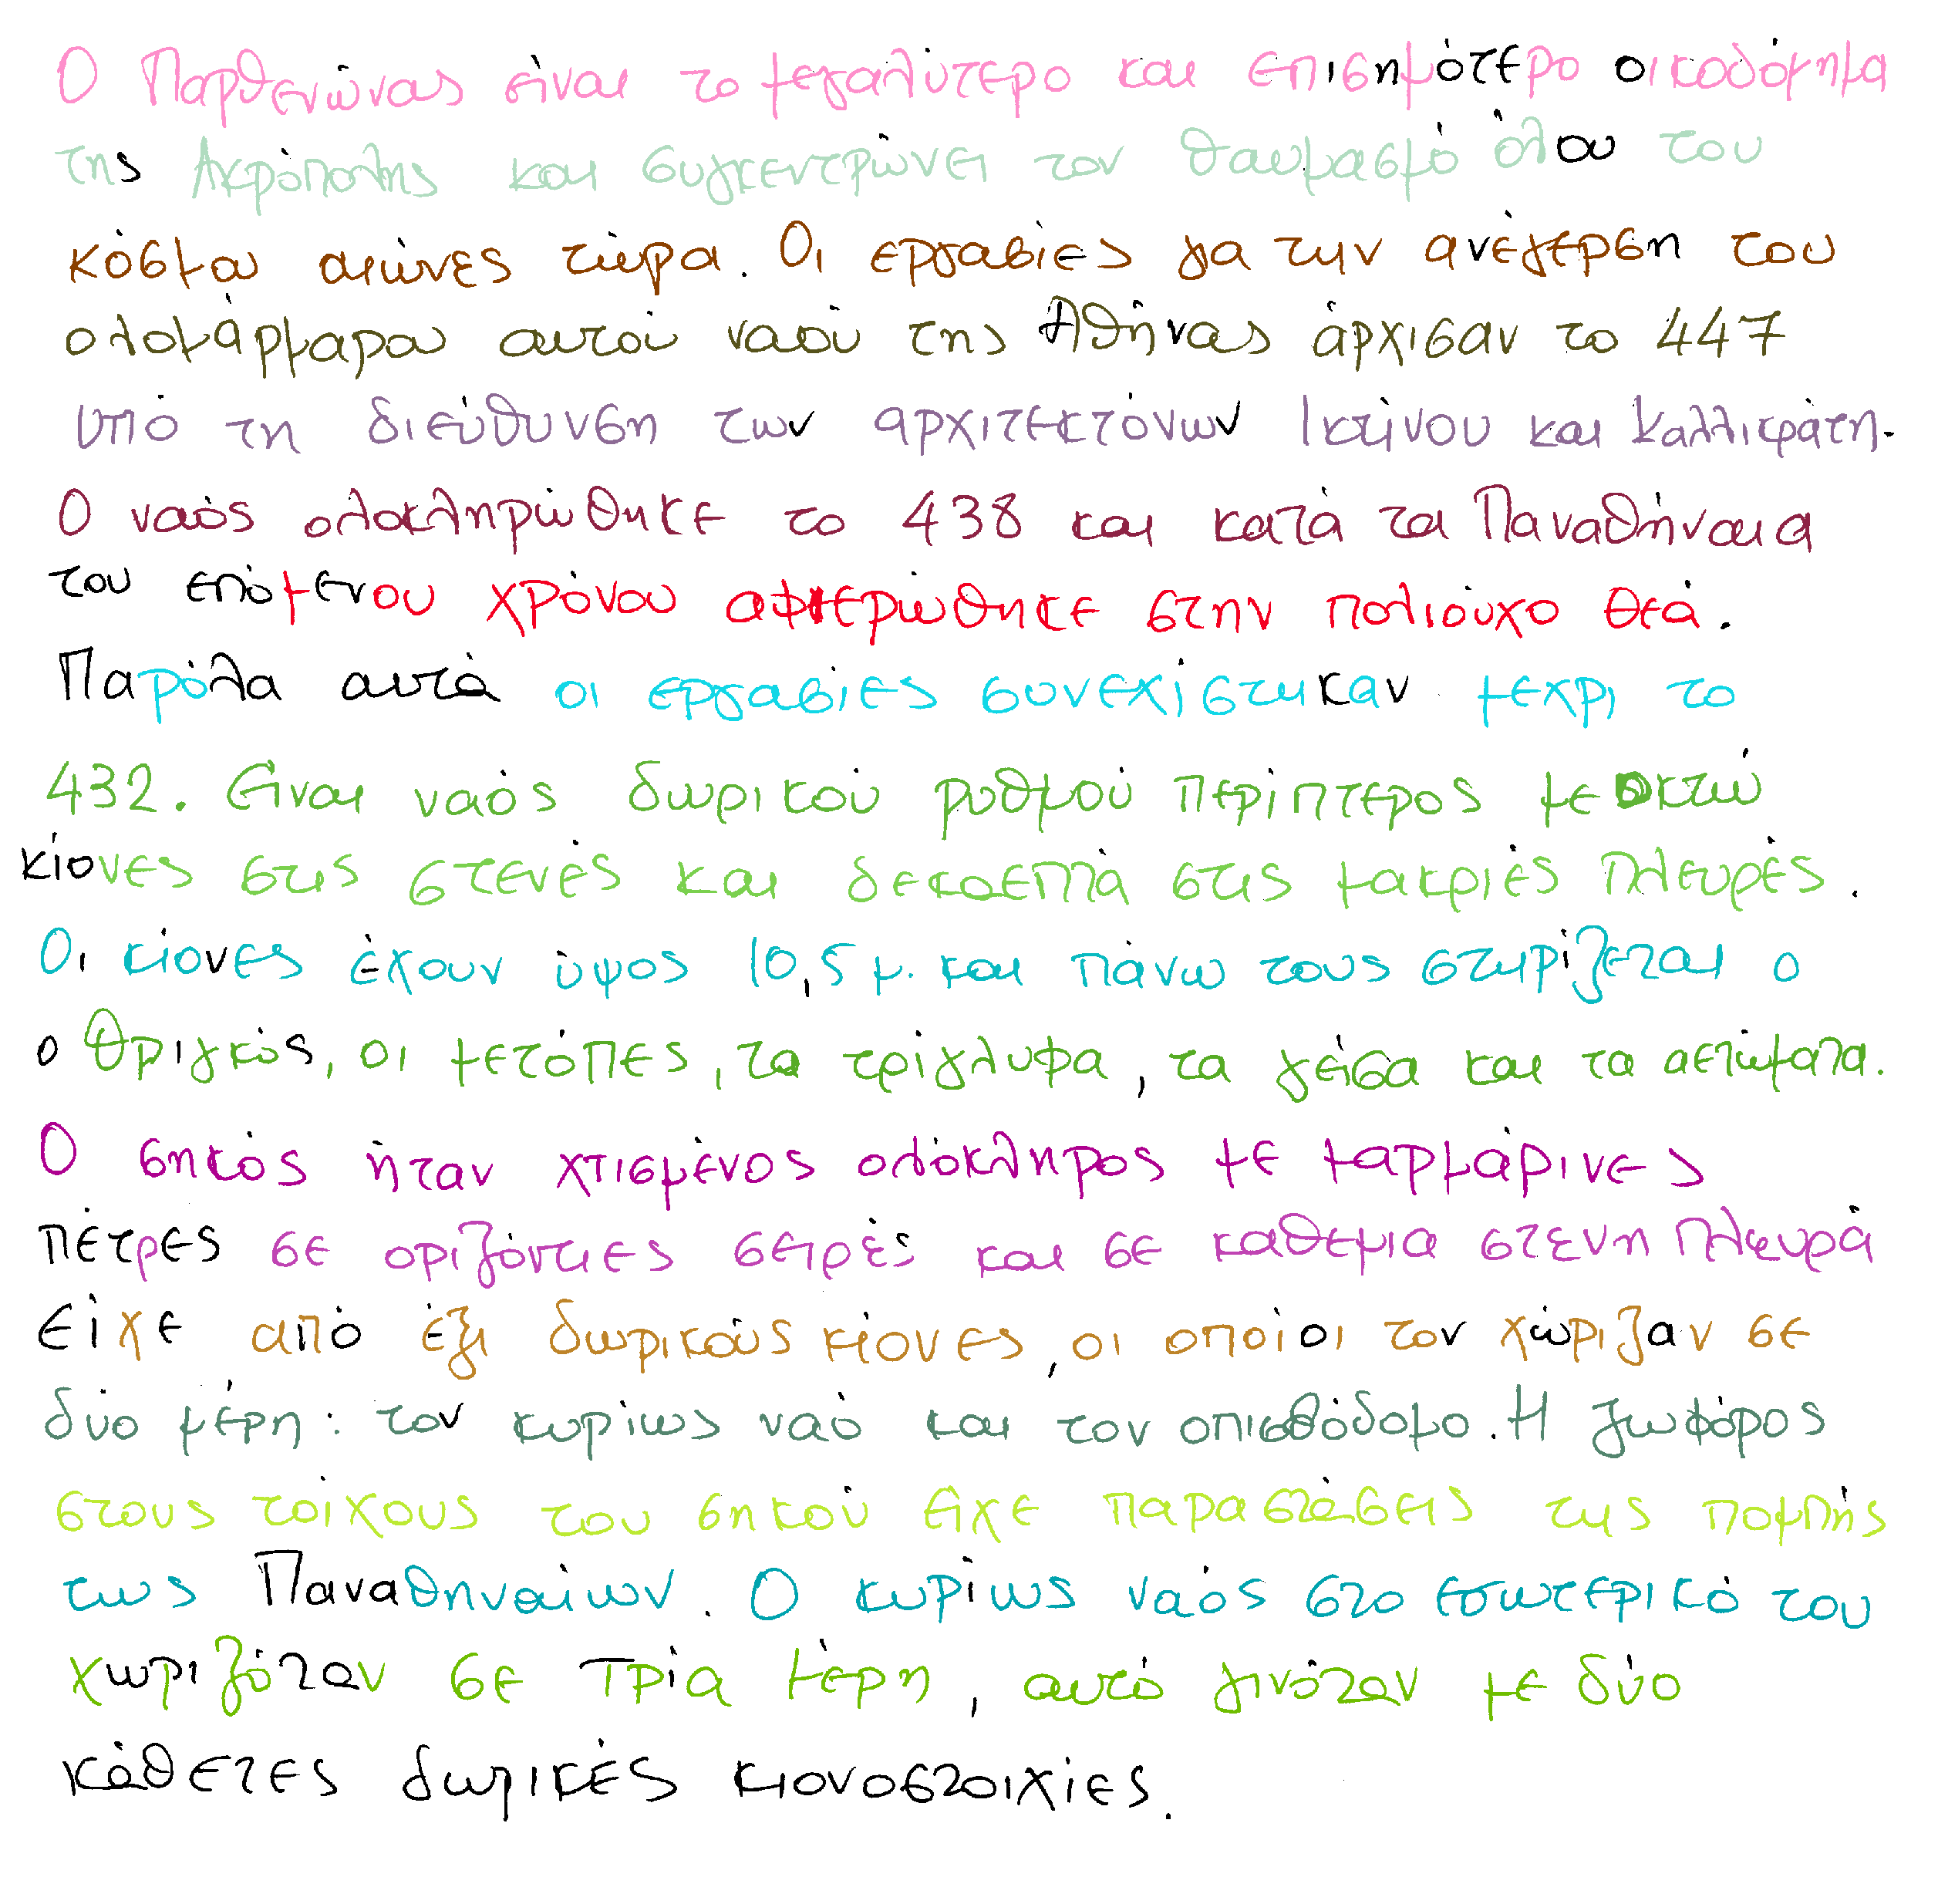 Ο Παρθενώνας είναι το μεγαλύτερο και επισημότερο οικοδόμημα
της Ακρόπολης και συγκεντρώνει τον θαυμασμό όλου του
κόσμου αιώνες τώρα. Οι εργασίες για την ανέγερση του
ολομάρμαρου αυτού ναού της Αθήνας άρχισαν το 447
υπό τη διεύθυνση των αρχιτεκτόνων Ικτίνου και Καλλικράτη.
Ο ναός ολοκληρώθηκε το 438 και κατά τα Παναθήναια
του επόμενου χρόνου αφιερώθηκε στην πολιούχο θεά.
Παρόλα αυτά οι εργασίες συνεχίστηκαν μεχρι το
432. Είναι ναός δωρικού ρυθμού περίπτερος με οκτώ
κίονες στις στενές και δεκαεπτά στις μακριές πλευρές.
Οι κίονες έχουν ύψος 10,5 μ. και πάνω τους στηρίζεται ο
ο θριγκός, οι μετόπες, τα τρίγλυφα, τα γείσα και τα αετώματα.
Ο σηκός ήταν χτισμένος ολόκληρος με μαρμάρινες
πέτρες σε οριζόντιες σειρές και σε καθεμια στενη πλευρά
είχε από έξι δωρικούς κίονες, οι οποίοι τον χώριζαν σε
δύο μέρη: τον κυρίως ναό και τον οπισθόδομο. Η ζωφόρος
στους τοίχους του σηκού είχε παραστάσεις της πομπής
τως Παναθηναίων. Ο κυρίως ναός στο εσωτερικό του
χωριζόταν σε τρία μέρη, αυτό γινόταν με δύο
κάθετες δωρικές κιονοστοιχίες.